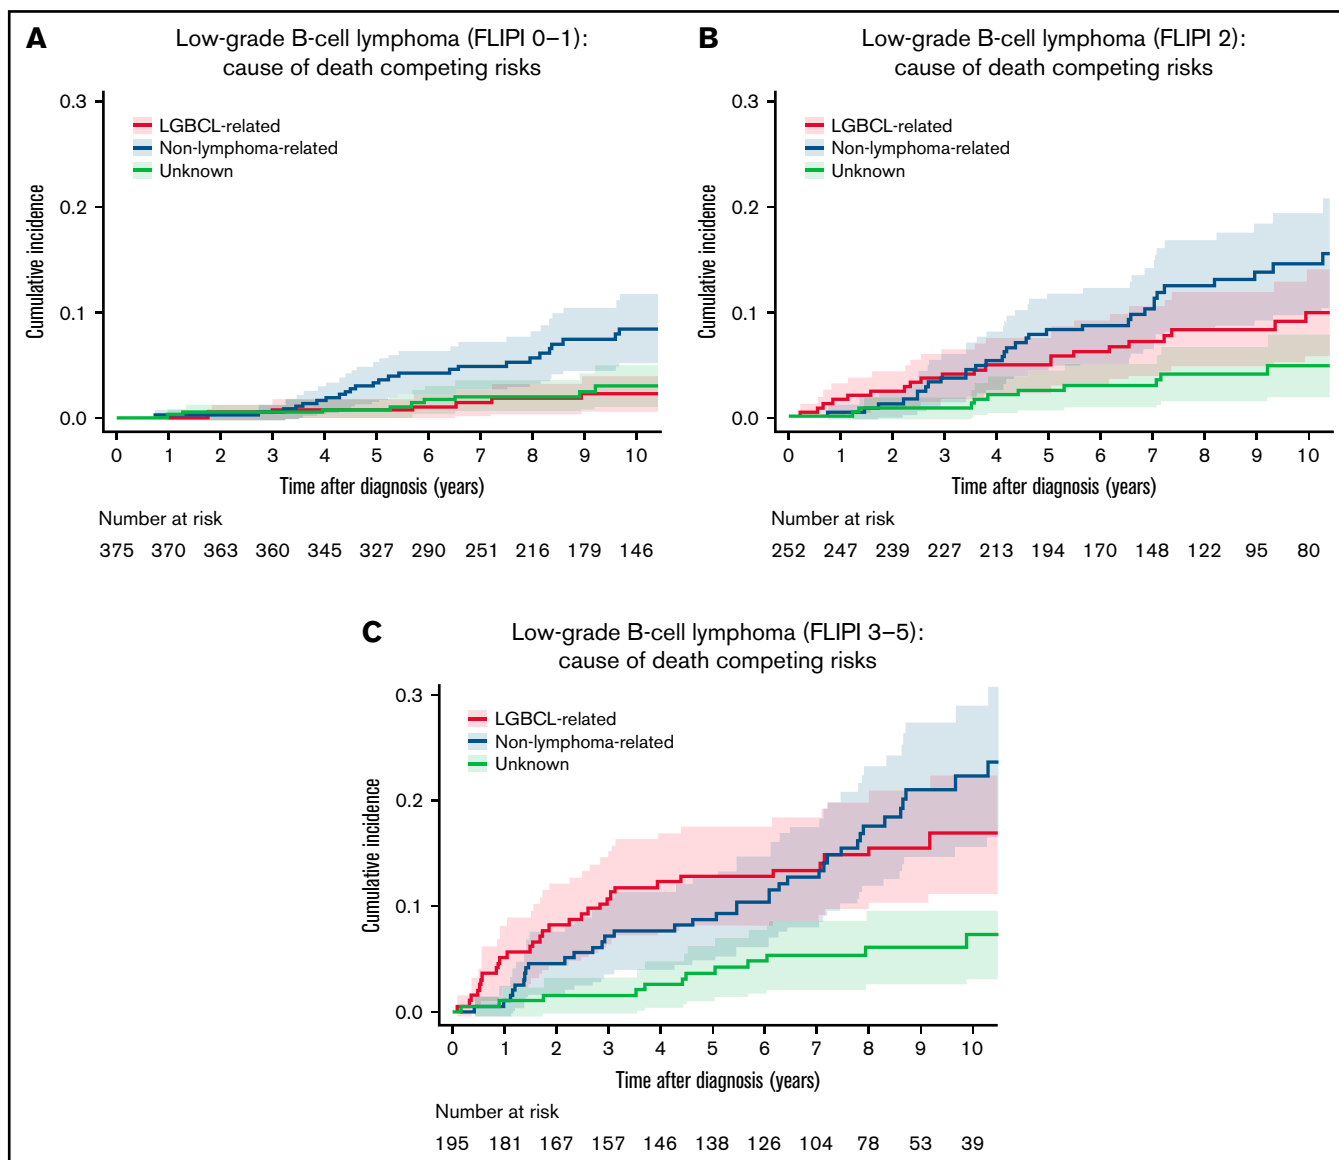 A
Low-grade B-cell lymphoma (FLIPI 0–1):
cause of death competing risks
Cumulative incidence
0.3
0.2
0.1
0.0
LGBCL-related
Non-lymphoma-related
Unknown
0 1 2 3 4 5 6 7 8 9 10
Time after diagnosis (years)
Number at risk
375 370 363 360 345 327 290 251 216 179 146
B
Low-grade B-cell lymphoma (FLIPI 2):
cause of death competing risks
Cumulative incidence
0.3
0.2
0.1
0.0
LGBCL-related
Non-lymphoma-related
Unknown
0 1 2 3 4 5 6 7 8 9 10
Time after diagnosis (years)
Number at risk
252 247 239 227 213 194 170 148 122 95 80
C
Low-grade B-cell lymphoma (FLIPI 3–5):
cause of death competing risks
Cumulative incidence
0.3
0.2
0.1
0.0
LGBCL-related
Non-lymphoma-related
Unknown
0 1 2 3 4 5 6 7 8 9 10
Time after diagnosis (years)
Number at risk
195 181 167 157 146 138 126 104 78 53 39